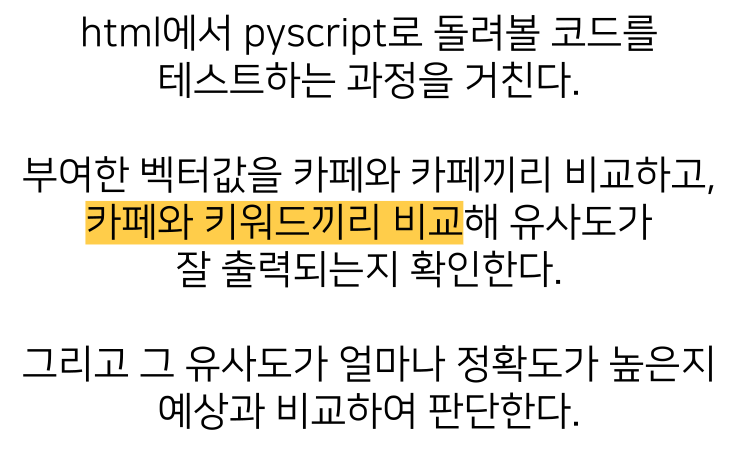 html에서 pyscript로 돌려볼 코드를
테스트하는 과정을 거친다.
부여한 벡터값을 카페와 카페끼리 비교하고,
카페와 키워드끼리 비교해 유사도가
잘 출력되는지 확인한다.
그리고 그 유사도가 얼마나 정확도가 높은지
예상과 비교하여 판단한다.